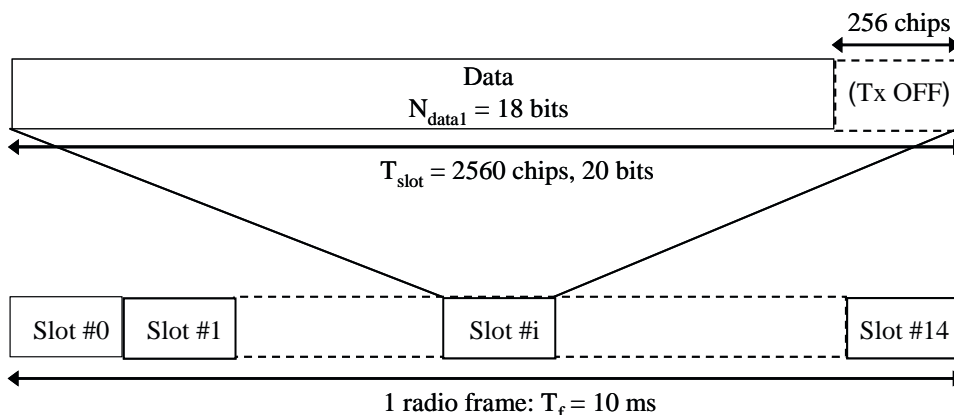 256 chips
Data
N_data1 = 18 bits
(Tx OFF)
T_slot = 2560 chips, 20 bits
Slot #0 Slot #1 Slot #i Slot #14
1 radio frame: T_f = 10 ms